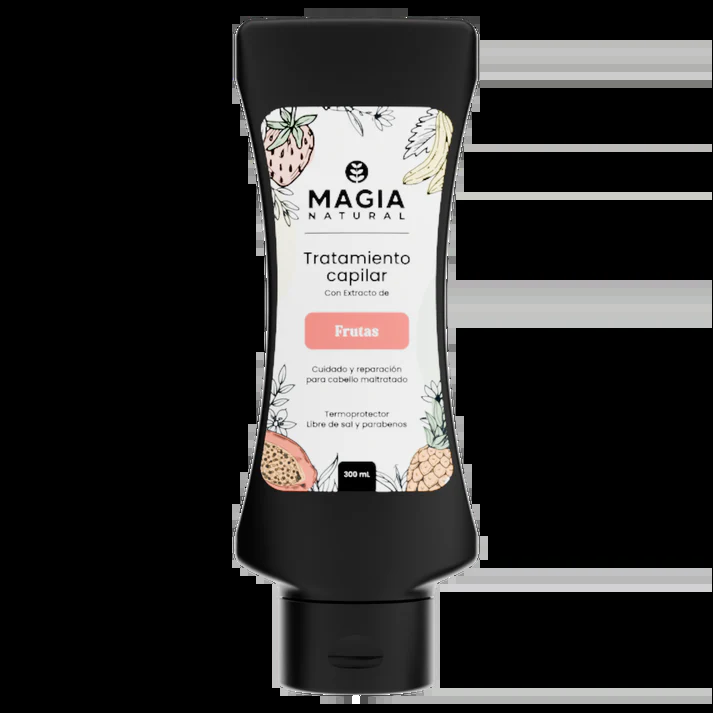 MAGIA
NATURAL
Tratamiento
capilar
Con Extracto de
Frutas
Cuidado y reparación
para cabello maltratado
Termoprotector
Libre de sal y parabenos
300 mL